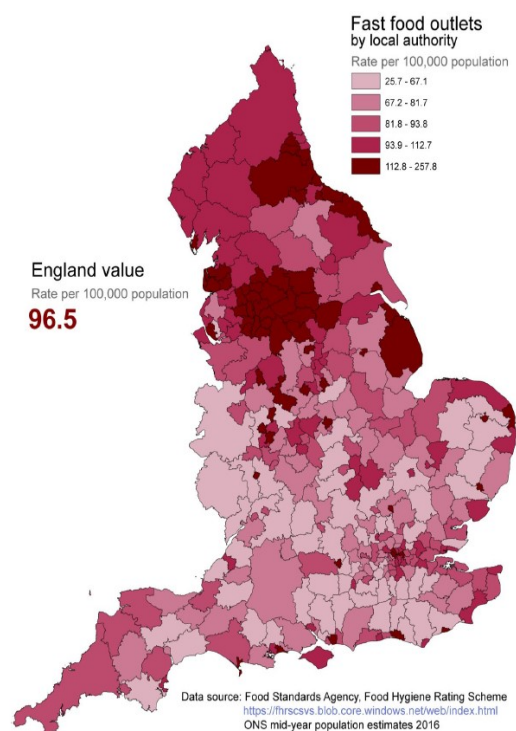 Fast food outlets
by local authority
Rate per 100,000 population
25.7 - 67.1
67.2 - 81.7
81.8 - 93.8
93.9 - 112.7
112.8 - 257.8
England value
Rate per 100,000 population
96.5
Data source: Food Standards Agency, Food Hygiene Rating Scheme
https://fhrscsvs.blob.core.windows.net/web/index.html
ONS mid-year population estimates 2016